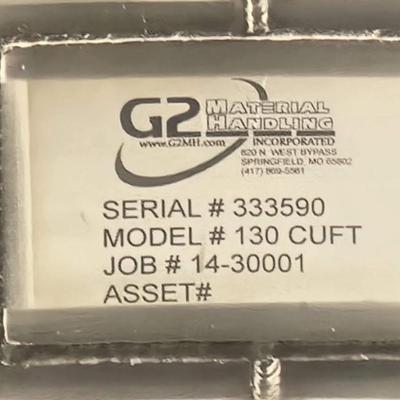 G2 MATERIAL
HANDLING
www.G2MH.com INCORPORATED
820 N. WEST BYPASS
SPRINGFIELD, MO 65802
(417) 869-5561
SERIAL # 333590
MODEL # 130 CUFT
JOB # 14-30001
ASSET#